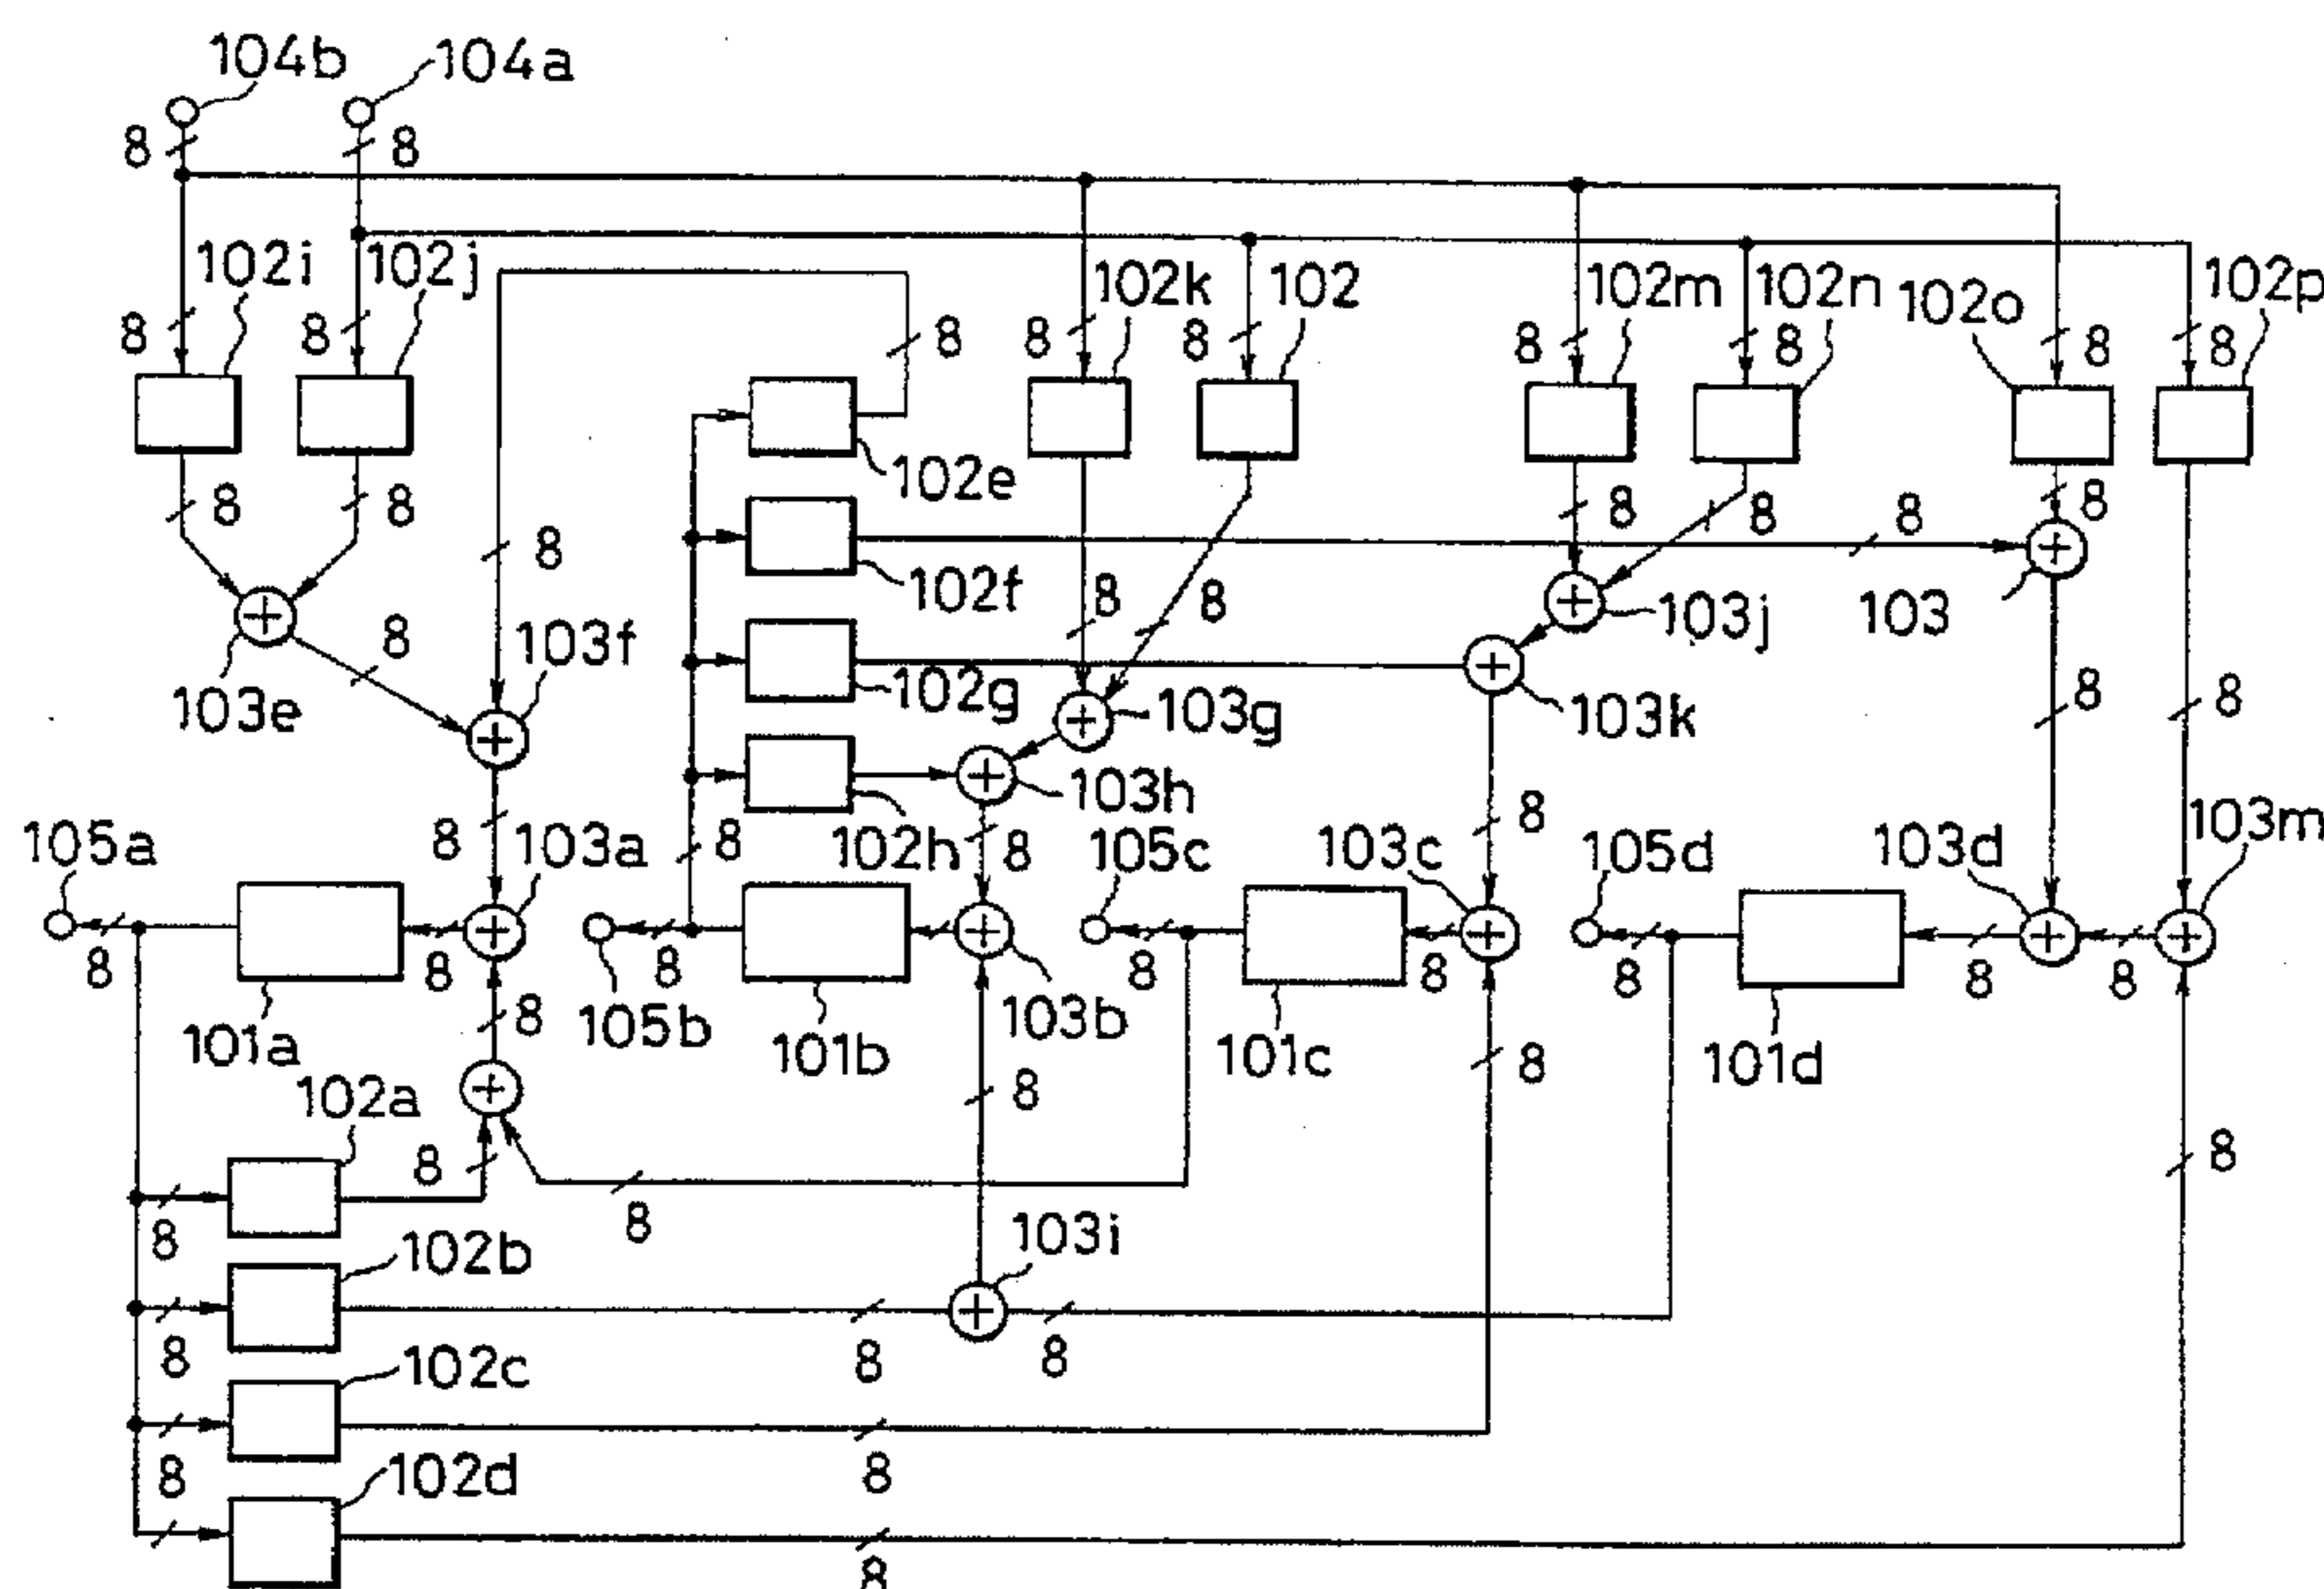 104b 104a
8 8
102i 102j 102k 102 102m 102n 102o 102p
8 8 8 8 8 8 8 8 8
102e
8 8 8 8 8
8 102f 8 8 103j 103
103e 8 103f 102g 103g 103k 8 8
102h 103h
105a 8 103a 8 8 105c 103c 8 105d 103d 103m
8 8 8 8 8 8 8 8
101a 8 105b 101b 103b 101c 8 101d
102a 8
8 8
8 8 103i
102b
8 8 8
102c
8 8
102d
8